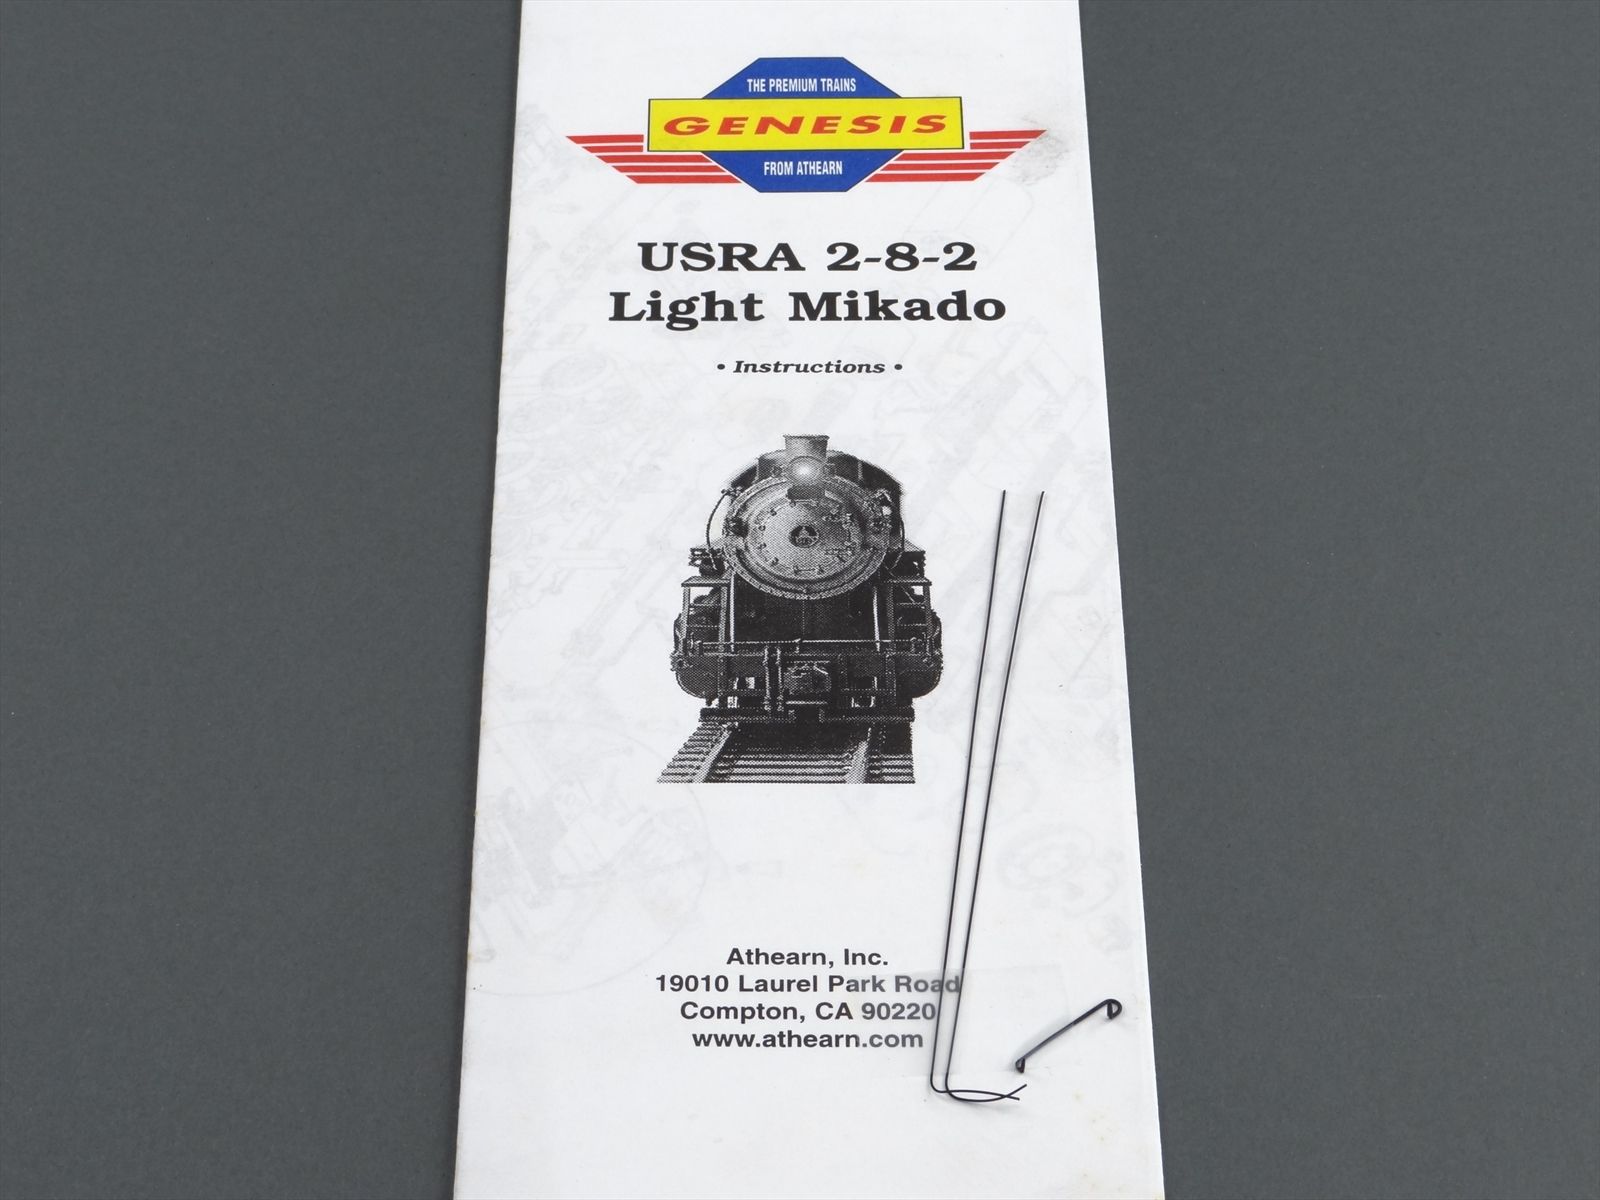 THE PREMIUM TRAINS
GENESIS
FROM ATHEARN
USRA 2-8-2
Light Mikado
• Instructions •
Athearn, Inc.
19010 Laurel Park Road
Compton, CA 90220
www.athearn.com